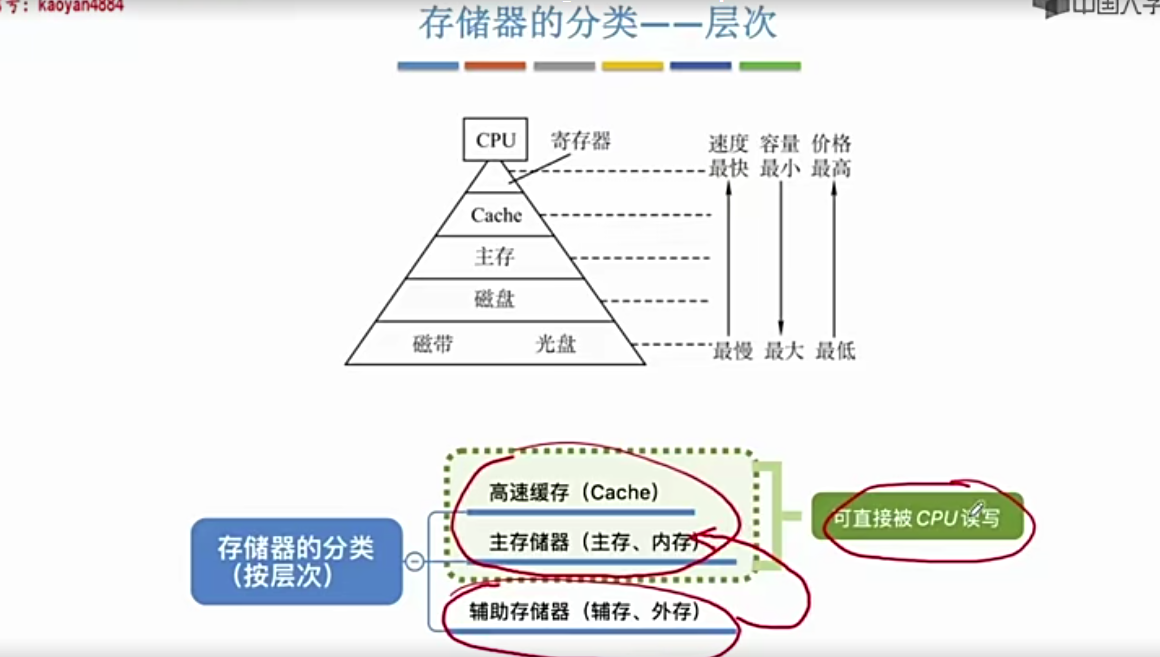 号：kaoyan4884
中国大学
存储器的分类——层次
CPU
寄存器
速度 容量 价格
最快 最小 最高
Cache
主存
磁盘
磁带 光盘
最慢 最大 最低
高速缓存（Cache）
可直接被CPU读写
主存储器（主存、内存）
存储器的分类
（按层次）
辅助存储器（辅存、外存）